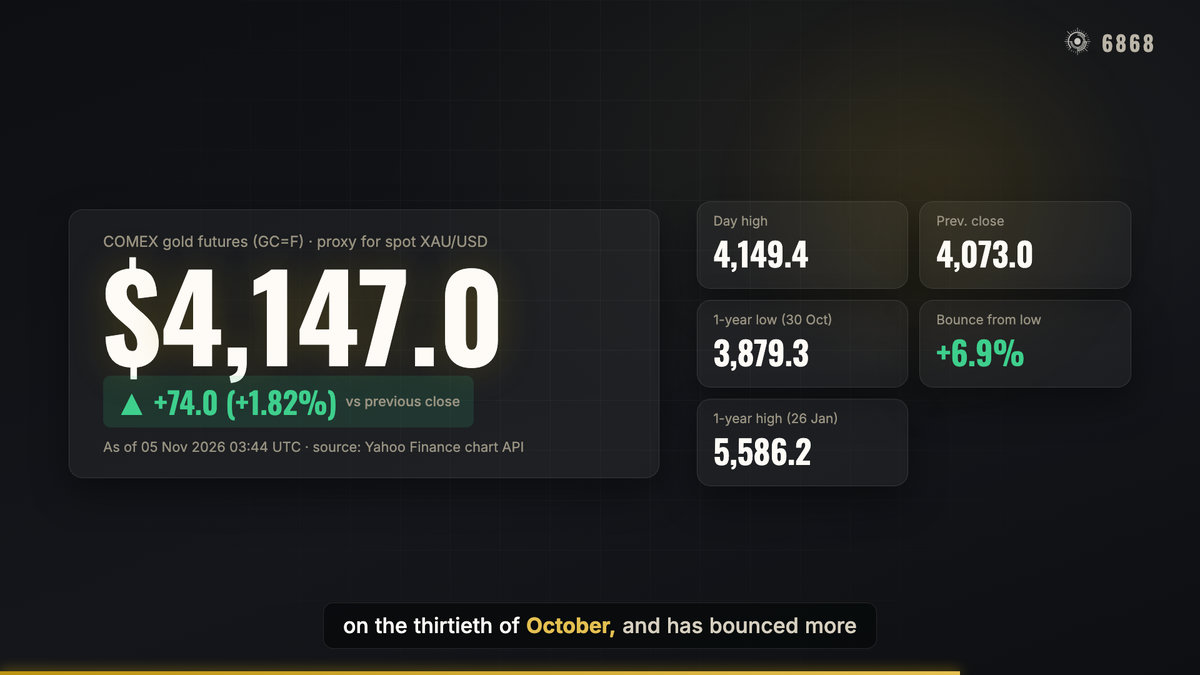 6868
COMEX gold futures (GC=F) · proxy for spot XAU/USD
$4,147.0
▲ +74.0 (+1.82%) vs previous close
As of 05 Nov 2026 03:44 UTC · source: Yahoo Finance chart API
Day high
4,149.4
Prev. close
4,073.0
1-year low (30 Oct)
3,879.3
Bounce from low
+6.9%
1-year high (26 Jan)
5,586.2
on the thirtieth of October, and has bounced more